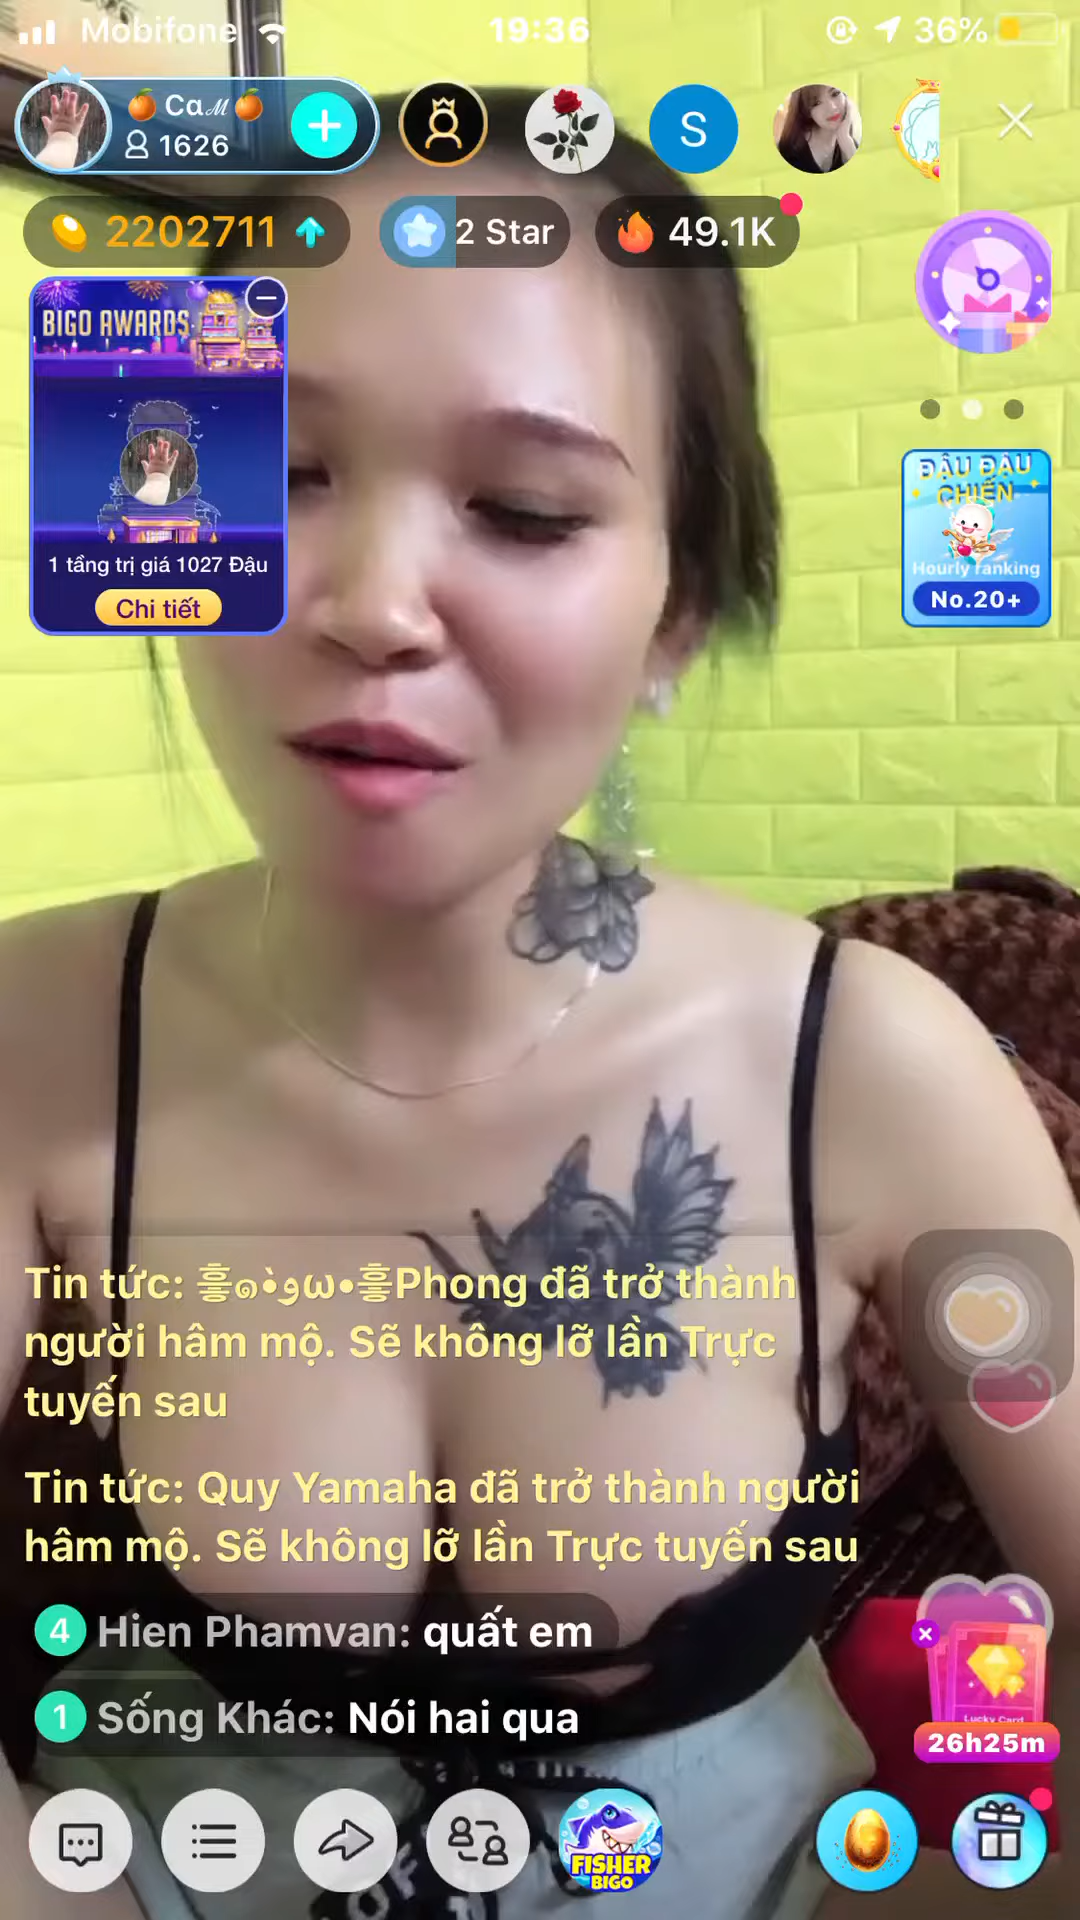 Mobifone
19:36
36%
🍊 Caℳ 🍊
1626
S
2202711
2 Star
49.1K
BIGO AWARDS
1 tầng trị giá 1027 Đậu
Chi tiết
ĐẬU ĐẬU
CHIẾN
Hourly ranking
No.20+
Tin tức: 흫๑•̀و ω•흫Phong đã trở thành
người hâm mộ. Sẽ không lỡ lần Trực
tuyến sau
Tin tức: Quy Yamaha đã trở thành người
hâm mộ. Sẽ không lỡ lần Trực tuyến sau
4 Hien Phamvan: quất em
1 Sống Khác: Nói hai qua
Lucky Card
26h25m
FISHER
BIGO